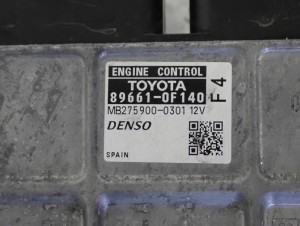 ENGINE CONTROL
TOYOTA
89661-0F140
F4
MB275900-0301 12V
DENSO
SPAIN